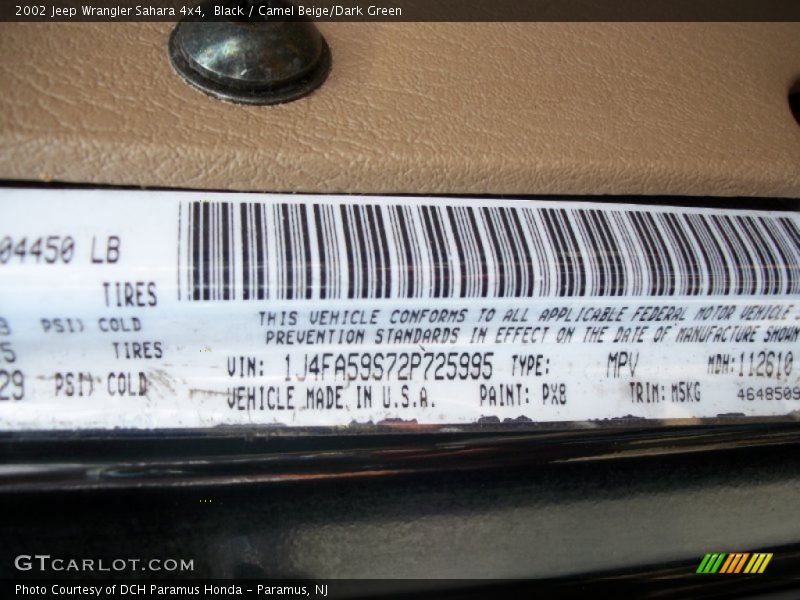 2002 Jeep Wrangler Sahara 4x4,  Black / Camel Beige/Dark Green
04450 LB
TIRES
PSI) COLD
THIS VEHICLE CONFORMS TO ALL APPLICABLE FEDERAL MOTOR VEHICLE
PREVENTION STANDARDS IN EFFECT ON THE DATE OF MANUFACTURE SHOWN
TIRES
VIN: 1J4FA59S72P725995 TYPE: MPV MDH:112610
29 PSI) COLD
VEHICLE MADE IN U.S.A. PAINT: PX8 TRIM: M5KG 4648509
GTCARLOT.COM
Photo Courtesy of DCH Paramus Honda - Paramus, NJ